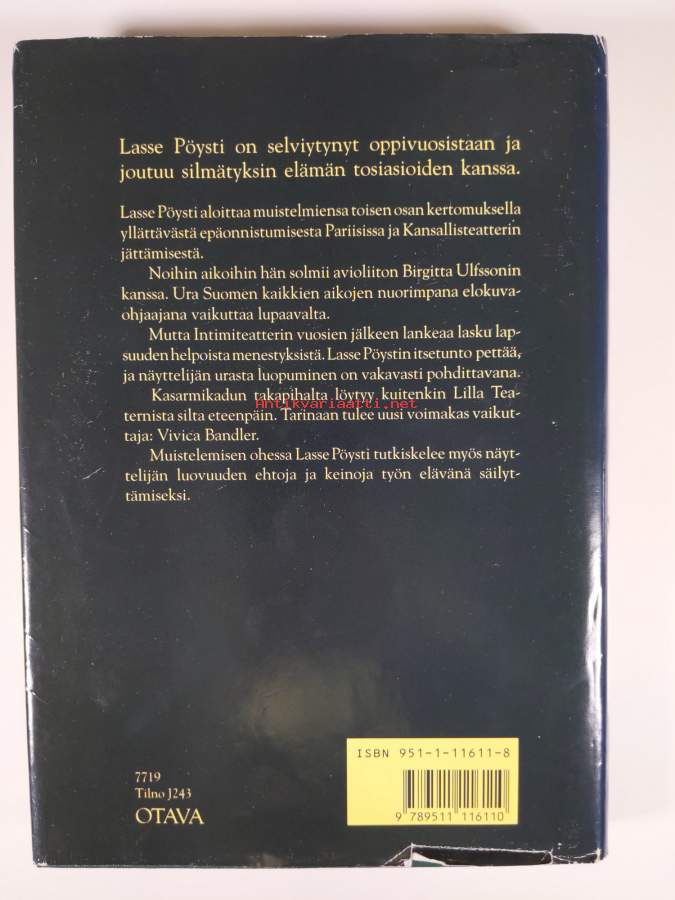 Lasse Pöysti on selviytynyt oppivuosistaan ja
joutuu silmätyksin elämän tosiasioiden kanssa.
Lasse Pöysti aloittaa muistelmiensa toisen osan kertomuksella
yllättävästä epäonnistumisesta Pariisissa ja Kansallisteatterin
jättämisestä.
Noihin aikoihin hän solmii avioliiton Birgitta Ulfssonin
kanssa. Ura Suomen kaikkien aikojen nuorimpana elokuva-
ohjaajana vaikuttaa lupaavalta.
Mutta Intimiteatterin vuosien jälkeen lankeaa lasku lap-
suuden helpoista menestyksistä. Lasse Pöystin itsetunto pettää,
ja näyttelijän urasta luopuminen on vakavasti pohdittavana.
Kasarmikadun takapihalta löytyy kuitenkin Lilla Tea-
ternista silta eteenpäin. Tarinaan tulee uusi voimakas vaikut-
Antikvariaatti.net
taja: Vivica Bandler.
Muistelemisen ohessa Lasse Pöysti tutkiskelee myös näyt-
telijän luovuuden ehtoja ja keinoja työn elävänä säilyt-
tämiseksi.
ISBN 951-1-11611-8
9 789511 116110
7719
Tilno J243
OTAVA